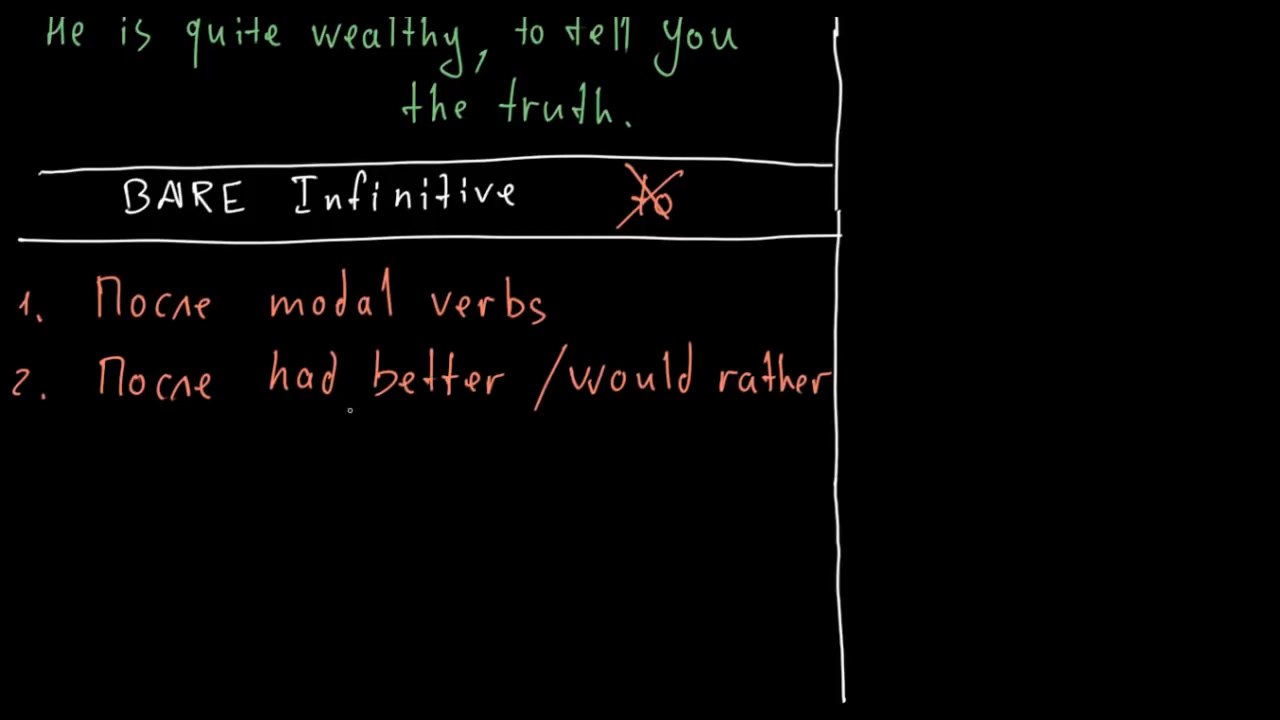 He is quite wealthy, to tell you
the truth.
BARE Infinitive to
1. После modal verbs
2. После had better / would rather